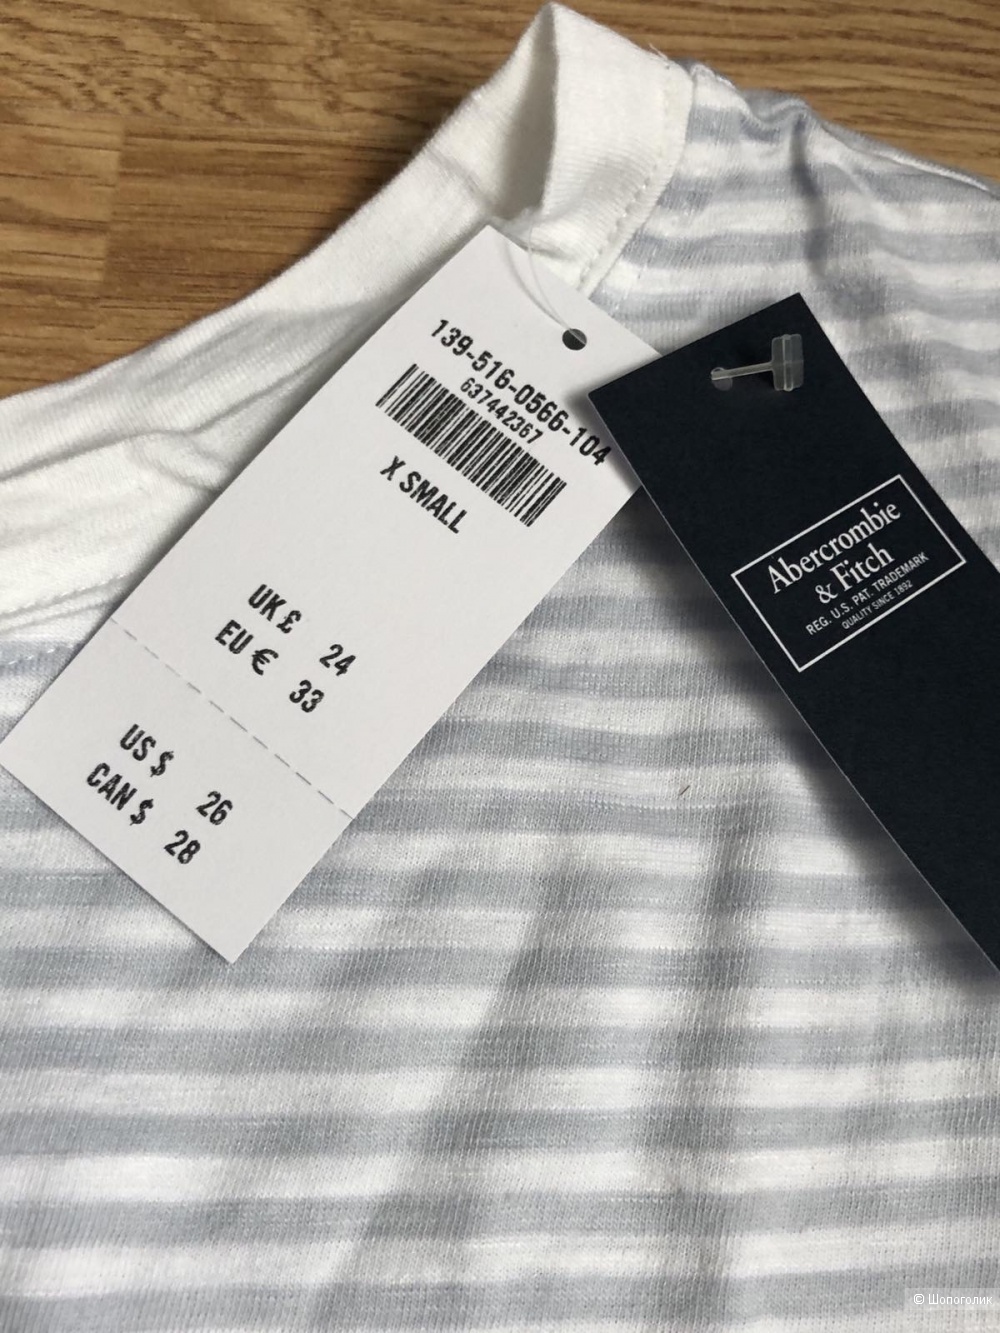 139-516-0566-104
637442367
X SMALL
UK £ 24
EU € 33
US $ 26
CAN $ 28
Abercrombie
& Fitch
REG. U.S. PAT. TRADEMARK
QUALITY SINCE 1892
© Шопоголик